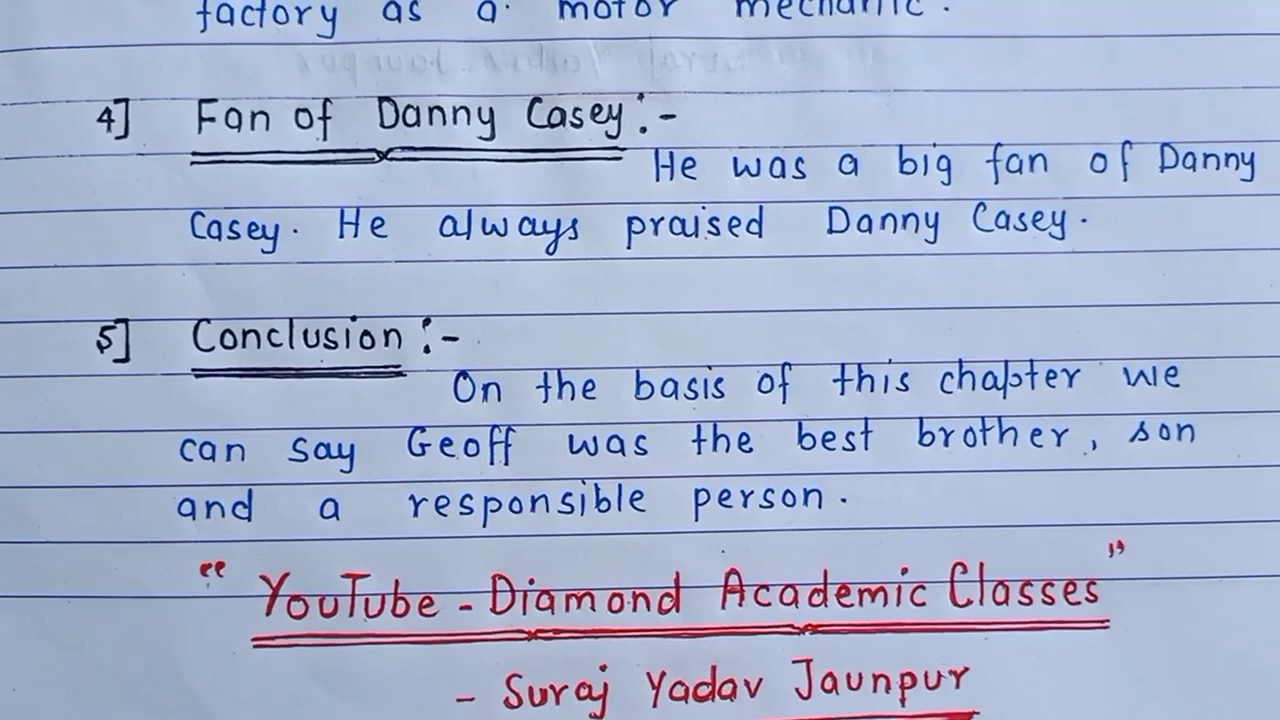 factory as a motor mechanic.
4] Fan of Danny Casey :-
He was a big fan of Danny
Casey. He always praised Danny Casey.
5] Conclusion :-
On the basis of this chapter we
can say Geoff was the best brother, son
and a responsible person.
“YouTube - Diamond Academic Classes”
- Suraj Yadav Jaunpur